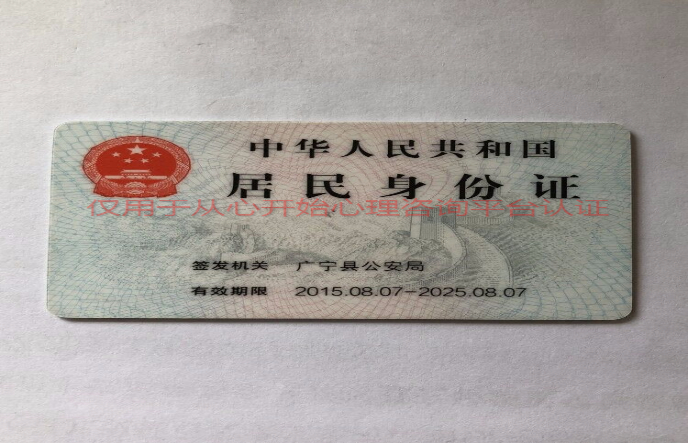 中华人民共和国
居民身份证
仅用于从心开始心理咨询平台认证
签发机关 广宁县公安局
有效期限 2015.08.07-2025.08.07